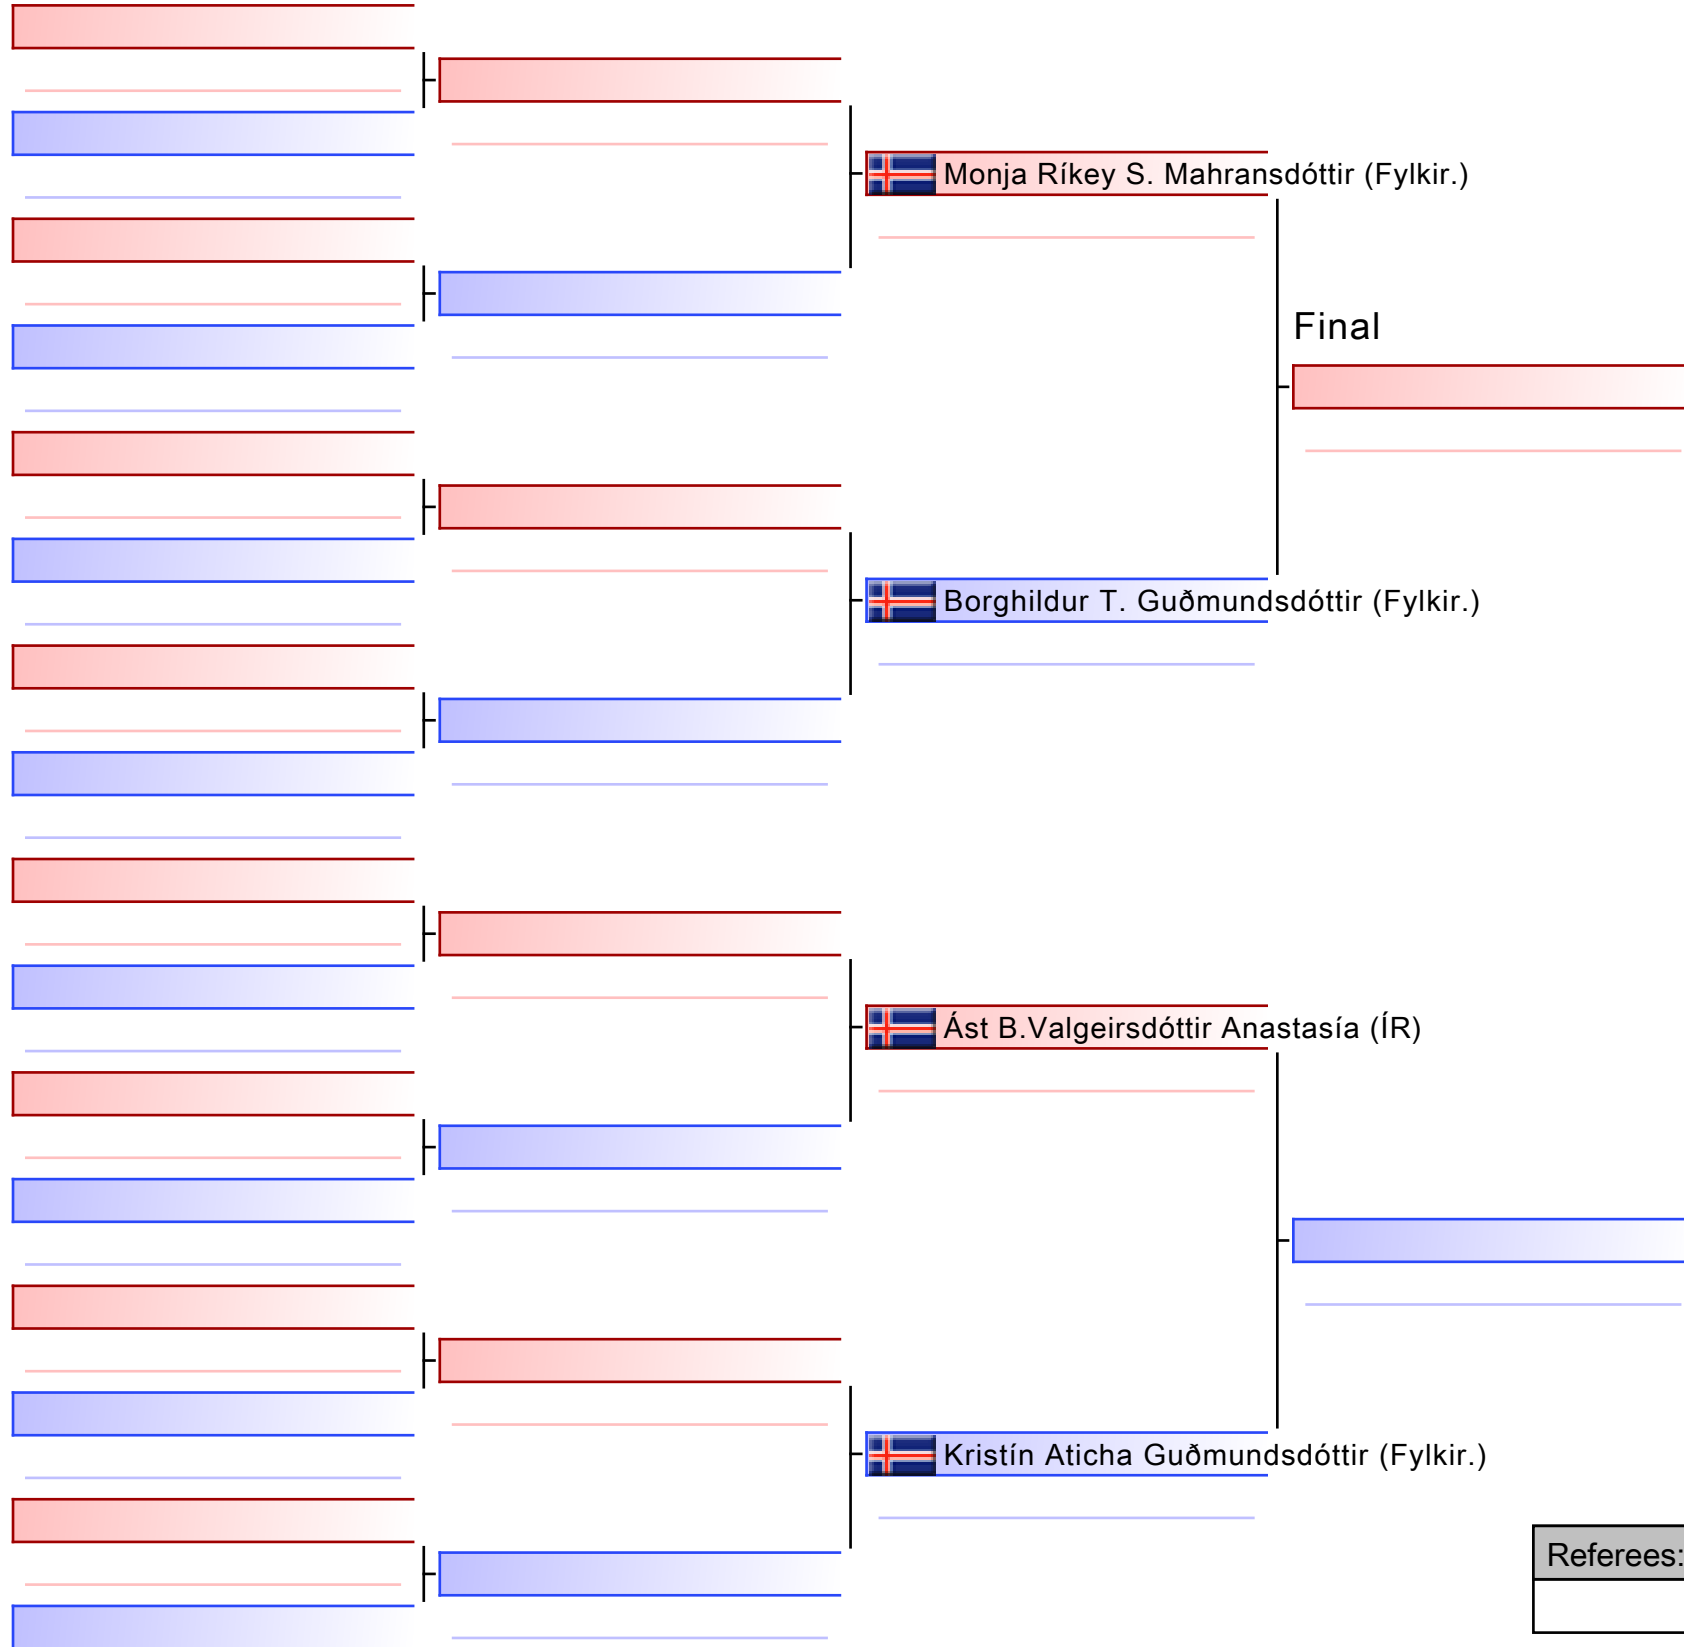 Monja Ríkey S. Mahransdóttir (Fylkir.)
Final
Borghildur T. Guðmundsdóttir (Fylkir.)
Ást B.Valgeirsdóttir Anastasía (ÍR)
Kristín Aticha Guðmundsdóttir (Fylkir.)
Referees: